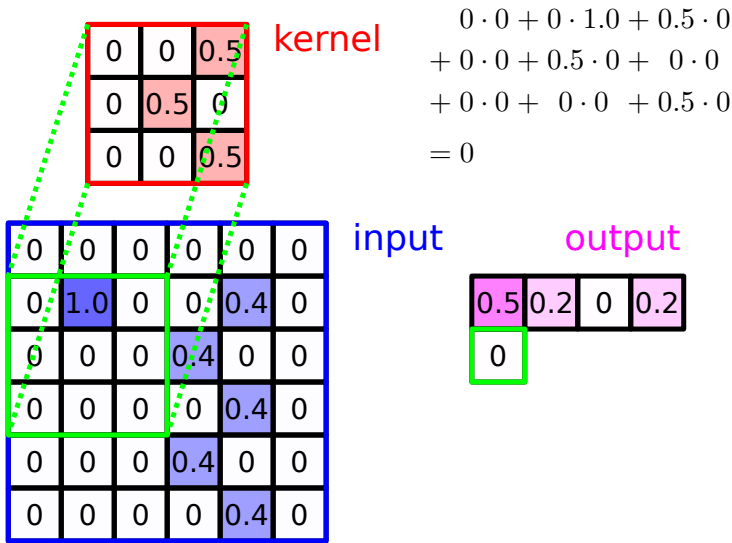 0 0 0.5
0 0.5 0
0 0 0.5
kernel
0 · 0 + 0 · 1.0 + 0.5 · 0
+ 0 · 0 + 0.5 · 0 + 0 · 0
+ 0 · 0 + 0 · 0 + 0.5 · 0
= 0
input
0 0 0 0 0 0
0 1.0 0 0 0.4 0
0 0 0 0.4 0 0
0 0 0 0 0.4 0
0 0 0 0.4 0 0
0 0 0 0 0.4 0
output
0.5 0.2 0 0.2
0